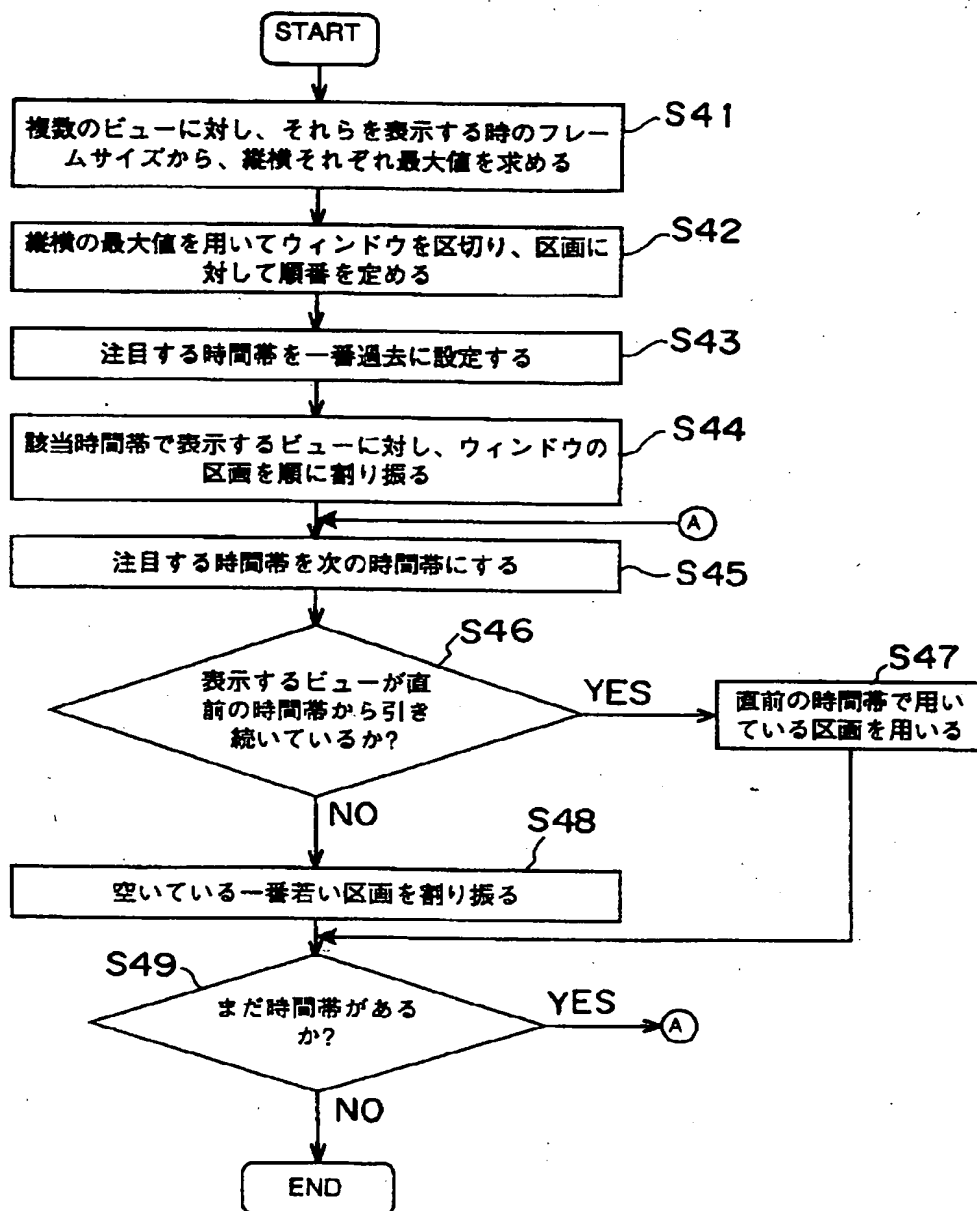 START
S41
複数のビューに対し、それらを表示する時のフレー
ムサイズから、縦横それぞれ最大値を求める
S42
縦横の最大値を用いてウィンドウを区切り、区画に
対して順番を定める
S43
注目する時間帯を一番過去に設定する
S44
該当時間帯で表示するビューに対し、ウィンドウの
区画を順に割り振る
A
注目する時間帯を次の時間帯にする
S45
S46
表示するビューが直
前の時間帯から引き
続いているか?
YES
S47
直前の時間帯で用い
ている区画を用いる
NO
S48
空いている一番若い区画を割り振る
S49
まだ時間帯がある
か?
YES
A
NO
END